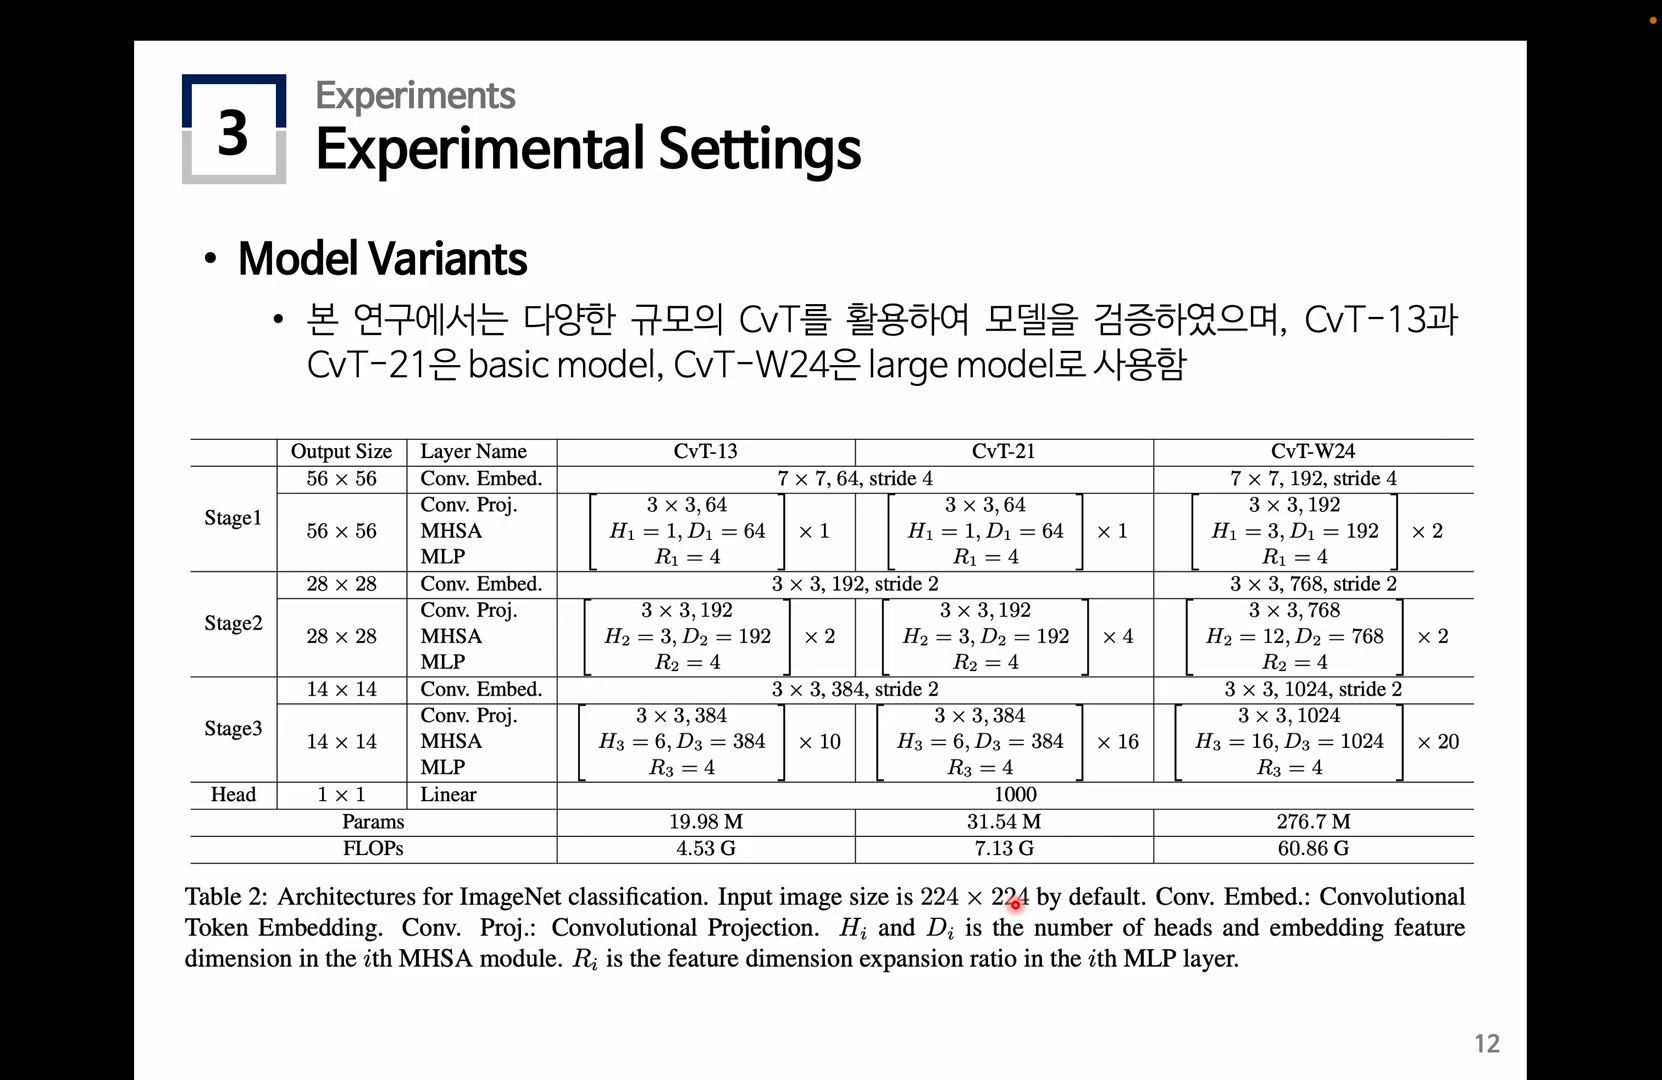 3
Experiments
Experimental Settings
• Model Variants
• 본 연구에서는 다양한 규모의 CvT를 활용하여 모델을 검증하였으며, CvT-13과
CvT-21은 basic model, CvT-W24은 large model로 사용함
Output Size Layer Name CvT-13 CvT-21 CvT-W24
Stage1
56 × 56 Conv. Embed. 7 × 7, 64, stride 4 7 × 7, 192, stride 4
Conv. Proj. 3 × 3, 64 3 × 3, 64 3 × 3, 192
56 × 56 MHSA H₁ = 1, D₁ = 64 × 1 H₁ = 1, D₁ = 64 × 1 H₁ = 3, D₁ = 192 × 2
MLP R₁ = 4 R₁ = 4 R₁ = 4
Stage2
28 × 28 Conv. Embed. 3 × 3, 192, stride 2 3 × 3, 768, stride 2
Conv. Proj. 3 × 3, 192 3 × 3, 192 3 × 3, 768
28 × 28 MHSA H₂ = 3, D₂ = 192 × 2 H₂ = 3, D₂ = 192 × 4 H₂ = 12, D₂ = 768 × 2
MLP R₂ = 4 R₂ = 4 R₂ = 4
Stage3
14 × 14 Conv. Embed. 3 × 3, 384, stride 2 3 × 3, 1024, stride 2
Conv. Proj. 3 × 3, 384 3 × 3, 384 3 × 3, 1024
14 × 14 MHSA H₃ = 6, D₃ = 384 × 10 H₃ = 6, D₃ = 384 × 16 H₃ = 16, D₃ = 1024 × 20
MLP R₃ = 4 R₃ = 4 R₃ = 4
Head 1 × 1 Linear 1000
Params 19.98 M 31.54 M 276.7 M
FLOPs 4.53 G 7.13 G 60.86 G
Table 2: Architectures for ImageNet classification. Input image size is 224 × 224 by default. Conv. Embed.: Convolutional
Token Embedding. Conv. Proj.: Convolutional Projection. Hᵢ and Dᵢ is the number of heads and embedding feature
dimension in the ith MHSA module. Rᵢ is the feature dimension expansion ratio in the ith MLP layer.
12